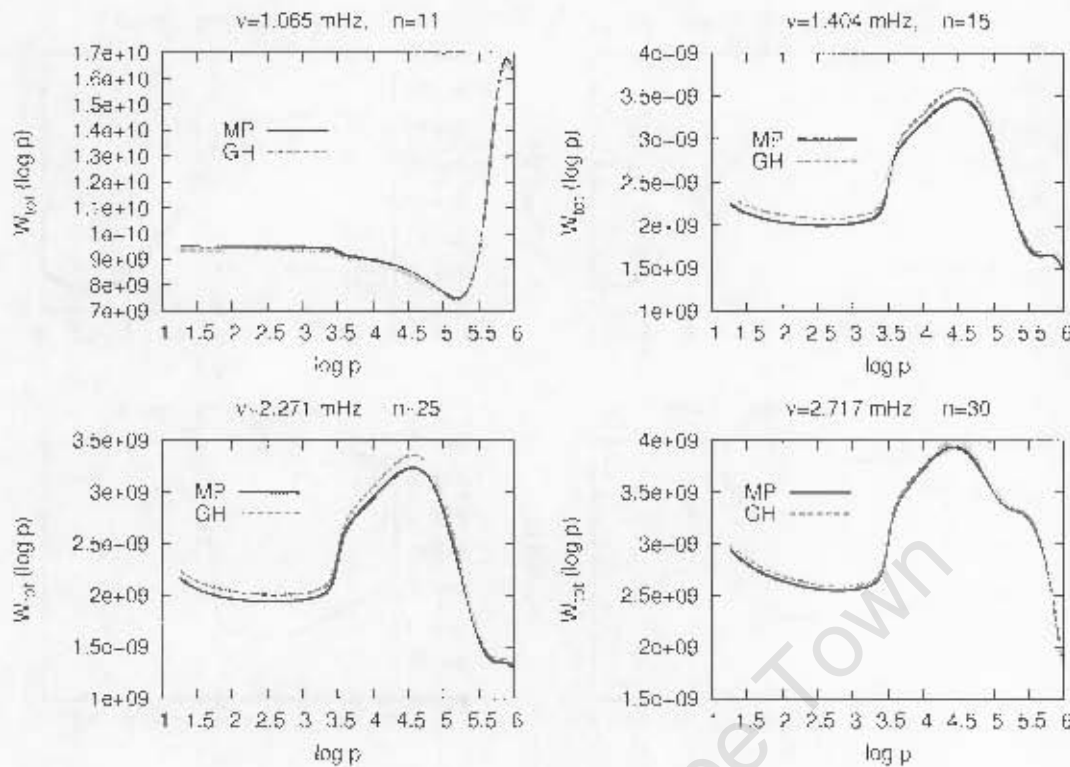 ν=1.065 mHz, n=11
1.7e+10
1.6e+10
1.5e+10
1.4e+10
1.3e+10
1.2e+10
1.1e+10
1e+10
9e+09
8e+09
7e+09
W_tot (log p)
MP
GH
1 1.5 2 2.5 3 3.5 4 4.5 5 5.5 6
log p
ν=1.404 mHz, n=15
4e+09
3.5e+09
3e+09
2.5e+09
2e+09
1.5e+09
1e+09
W_tot (log p)
MP
GH
1 1.5 2 2.5 3 3.5 4 4.5 5 5.5 6
log p
ν=2.271 mHz n=25
3.5e+09
3e+09
2.5e+09
2e+09
1.5e+09
1e+09
W_tot (log p)
MP
GH
1 1.5 2 2.5 3 3.5 4 4.5 5 5.5 6
log p
ν=2.717 mHz n=30
4e+09
3.5e+09
3e+09
2.5e+09
2e+09
1.5e+09
W_tot (log p)
MP
GH
1 1.5 2 2.5 3 3.5 4 4.5 5 5.5 6
log p
Town